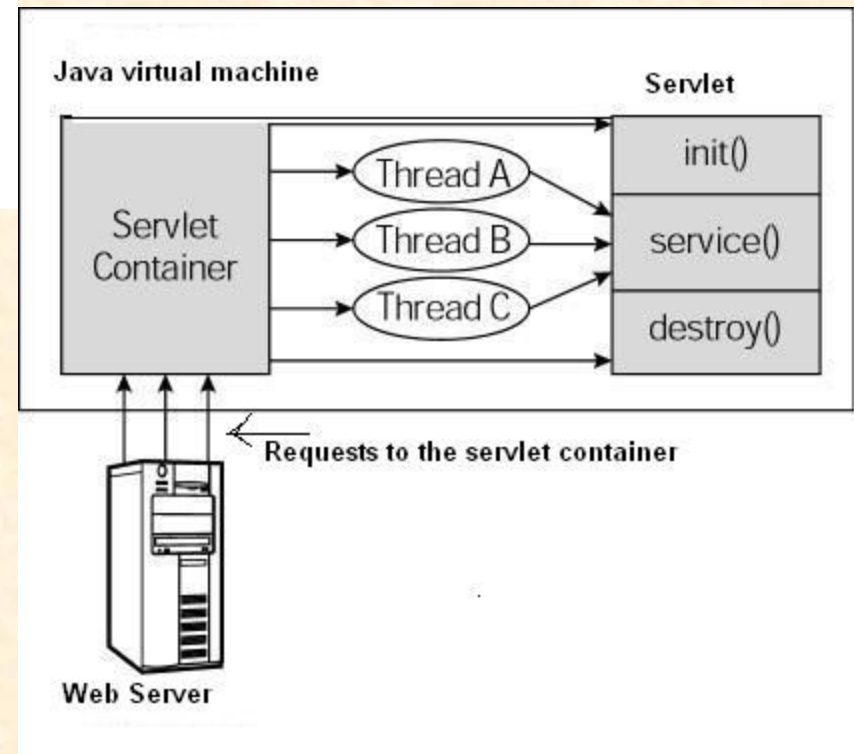 Java virtual machine
Servlet
init()
Thread A
Servlet
Container
Thread B
service()
Thread C
destroy()
Requests to the servlet container
Web Server